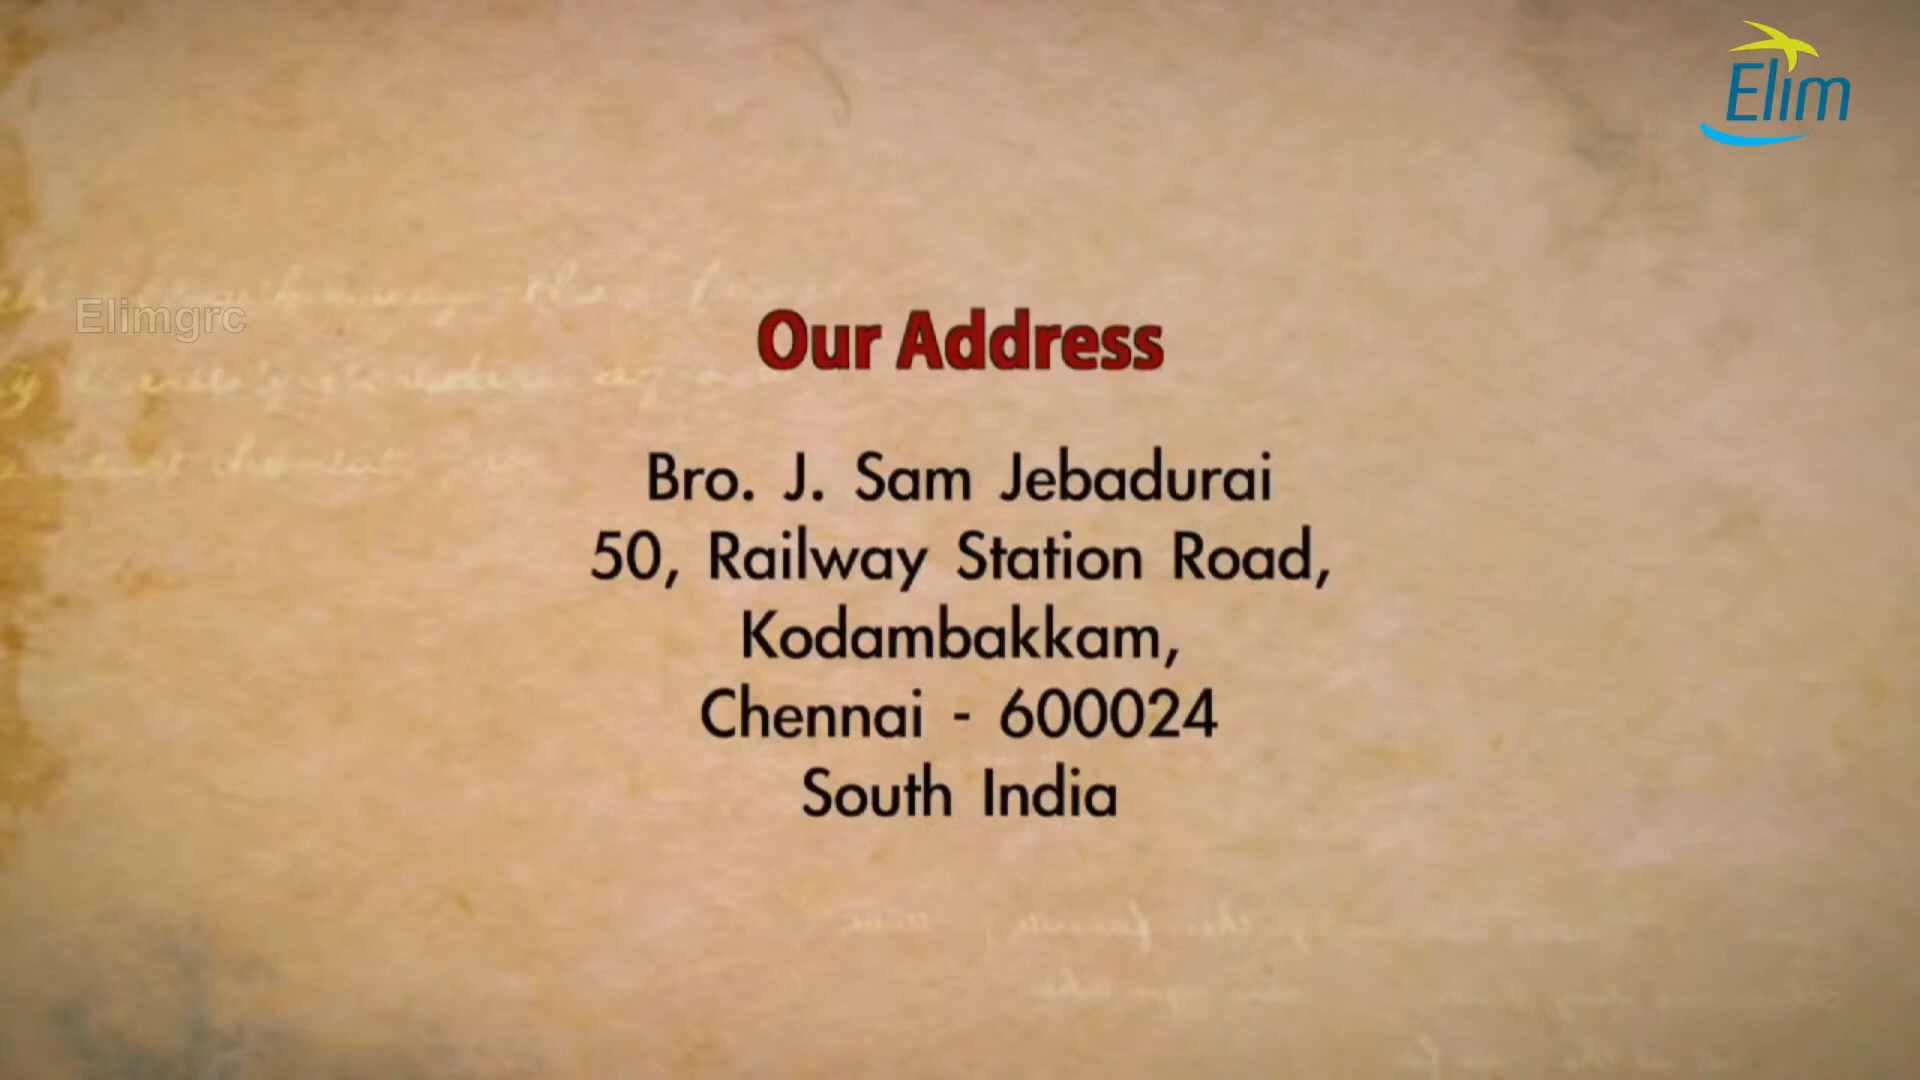 Elim
Elimgrc
Our Address
Bro. J. Sam Jebadurai
50, Railway Station Road,
Kodambakkam,
Chennai - 600024
South India